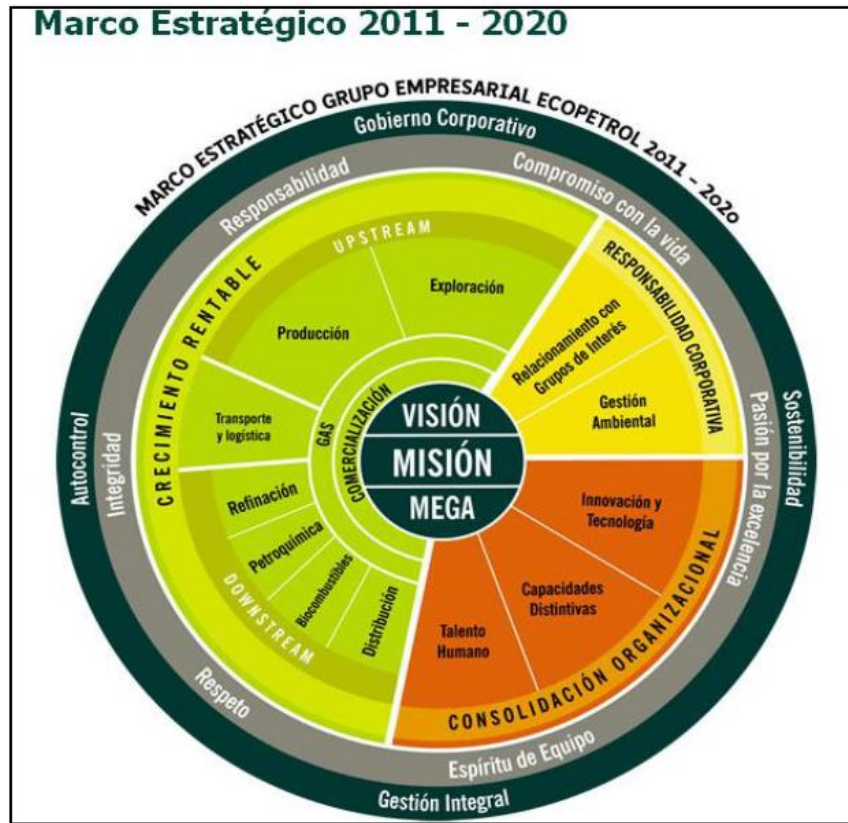 Marco Estratégico 2011 - 2020
MARCO ESTRATÉGICO GRUPO EMPRESARIAL ECOPETROL 2011 - 2020
Gobierno Corporativo
Responsabilidad
Compromiso con la vida
UPSTREAM
CRECIMIENTO RENTABLE
Exploración
Producción
Transporte
y logística
GAS
COMERCIALIZACIÓN
Refinación
Petroquímica
Biocombustibles
Distribución
DOWNSTREAM
VISIÓN
MISIÓN
MEGA
RESPONSABILIDAD CORPORATIVA
Relacionamiento con
Grupos de Interés
Gestión
Ambiental
Innovación y
Tecnología
Capacidades
Distintivas
Talento
Humano
CONSOLIDACIÓN ORGANIZACIONAL
Autocontrol
Integridad
Sostenibilidad
Pasión por la excelencia
Respeto
Espíritu de Equipo
Gestión Integral